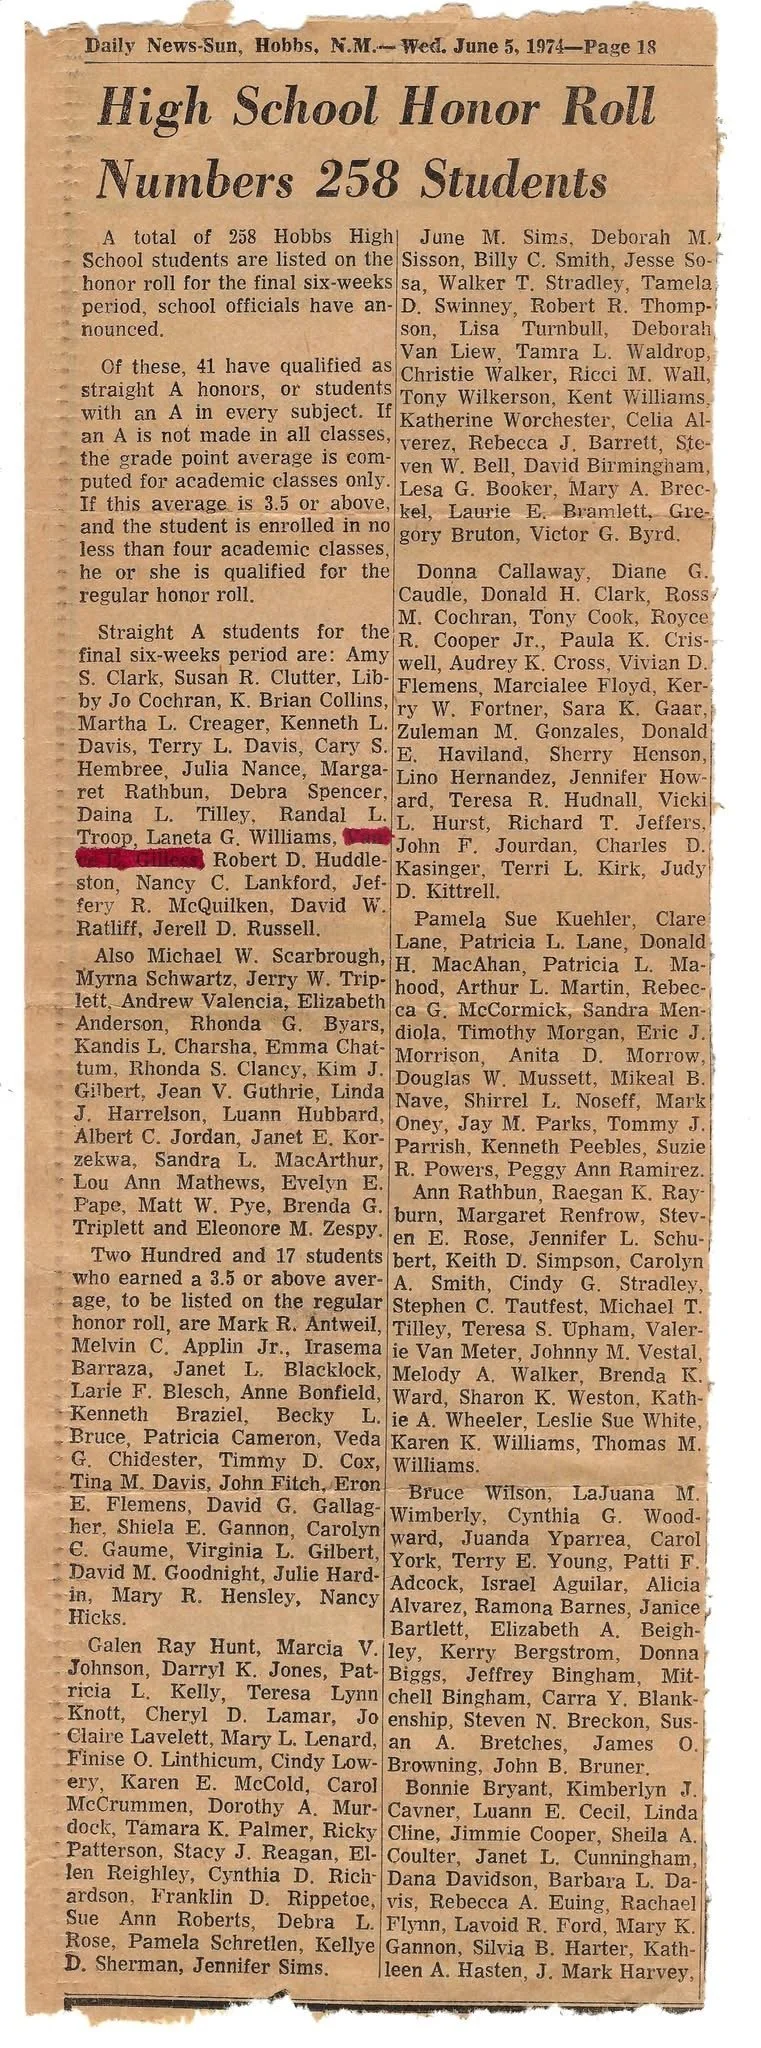 Daily News-Sun, Hobbs, N.M.—Wed. June 5, 1974—Page 18
High School Honor Roll
Numbers 258 Students
A total of 258 Hobbs High
School students are listed on the
honor roll for the final six-weeks
period, school officials have an-
nounced.
Of these, 41 have qualified as
straight A honors, or students
with an A in every subject. If
an A is not made in all classes,
the grade point average is com-
puted for academic classes only.
If this average is 3.5 or above,
and the student is enrolled in no
less than four academic classes,
he or she is qualified for the
regular honor roll.
Straight A students for the
final six-weeks period are: Amy
S. Clark, Susan R. Clutter, Lib-
by Jo Cochran, K. Brian Collins,
Martha L. Creager, Kenneth L.
Davis, Terry L. Davis, Cary S.
Hembree, Julia Nance, Marga-
ret Rathbun, Debra Spencer,
Daina L. Tilley, Randal L.
Troop, Laneta G. Williams,
Robert D. Huddle-
ston, Nancy C. Lankford, Jef-
fery R. McQuilken, David W.
Ratliff, Jerell D. Russell.
Also Michael W. Scarbrough,
Myrna Schwartz, Jerry W. Trip-
lett, Andrew Valencia, Elizabeth
Anderson, Rhonda G. Byars,
Kandis L. Charsha, Emma Chat-
tum, Rhonda S. Clancy, Kim J.
Gilbert, Jean V. Guthrie, Linda
J. Harrelson, Luann Hubbard,
Albert C. Jordan, Janet E. Kor-
zekwa, Sandra L. MacArthur,
Lou Ann Mathews, Evelyn E.
Pape, Matt W. Pye, Brenda G.
Triplett and Eleonore M. Zespy.
Two Hundred and 17 students
who earned a 3.5 or above aver-
age, to be listed on the regular
honor roll, are Mark R. Antweil,
Melvin C. Applin Jr., Irasema
Barraza, Janet L. Blacklock,
Larie F. Blesch, Anne Bonfield,
Kenneth Braziel, Becky L.
Bruce, Patricia Cameron, Veda
G. Chidester, Timmy D. Cox,
Tina M. Davis, John Fitch, Eron
E. Flemens, David G. Gallag-
her, Shiela E. Gannon, Carolyn
C. Gaume, Virginia L. Gilbert,
David M. Goodnight, Julie Hard-
in, Mary R. Hensley, Nancy
Hicks.
Galen Ray Hunt, Marcia V.
Johnson, Darryl K. Jones, Pat-
ricia L. Kelly, Teresa Lynn
Knott, Cheryl D. Lamar, Jo
Claire Lavelett, Mary L. Lenard,
Finise O. Linthicum, Cindy Low-
ery, Karen E. McCold, Carol
McCrummen, Dorothy A. Mur-
dock, Tamara K. Palmer, Ricky
Patterson, Stacy J. Reagan, El-
len Reighley, Cynthia D. Rich-
ardson, Franklin D. Rippetoe,
Sue Ann Roberts, Debra L.
Rose, Pamela Schretlen, Kellye
D. Sherman, Jennifer Sims.
June M. Sims, Deborah M.
Sisson, Billy C. Smith, Jesse So-
sa, Walker T. Stradley, Tamela
D. Swinney, Robert R. Thomp-
son, Lisa Turnbull, Deborah
Van Liew, Tamra L. Waldrop,
Christie Walker, Ricci M. Wall,
Tony Wilkerson, Kent Williams,
Katherine Worchester, Celia Al-
verez, Rebecca J. Barrett, Ste-
ven W. Bell, David Birmingham,
Lesa G. Booker, Mary A. Brec-
kel, Laurie E. Bramlett, Gre-
gory Bruton, Victor G. Byrd.
Donna Callaway, Diane G.
Caudle, Donald H. Clark, Ross
M. Cochran, Tony Cook, Royce
R. Cooper Jr., Paula K. Cris-
well, Audrey K. Cross, Vivian D.
Flemens, Marcialee Floyd, Ker-
ry W. Fortner, Sara K. Gaar,
Zuleman M. Gonzales, Donald
E. Haviland, Sherry Henson,
Lino Hernandez, Jennifer How-
ard, Teresa R. Hudnall, Vicki
L. Hurst, Richard T. Jeffers,
John F. Jourdan, Charles D.
Kasinger, Terri L. Kirk, Judy
D. Kittrell.
Pamela Sue Kuehler, Clare
Lane, Patricia L. Lane, Donald
H. MacAhan, Patricia L. Ma-
hood, Arthur L. Martin, Rebec-
ca G. McCormick, Sandra Men-
diola, Timothy Morgan, Eric J.
Morrison, Anita D. Morrow,
Douglas W. Mussett, Mikeal B.
Nave, Shirrel L. Noseff, Mark
Oney, Jay M. Parks, Tommy J.
Parrish, Kenneth Peebles, Suzie
R. Powers, Peggy Ann Ramirez.
Ann Rathbun, Raegan K. Ray-
burn, Margaret Renfrow, Stev-
en E. Rose, Jennifer L. Schu-
bert, Keith D. Simpson, Carolyn
A. Smith, Cindy G. Stradley,
Stephen C. Tautfest, Michael T.
Tilley, Teresa S. Upham, Valer-
ie Van Meter, Johnny M. Vestal,
Melody A. Walker, Brenda K.
Ward, Sharon K. Weston, Kath-
ie A. Wheeler, Leslie Sue White,
Karen K. Williams, Thomas M.
Williams.
Bruce Wilson, LaJuana M.
Wimberly, Cynthia G. Wood-
ward, Juanda Yparrea, Carol
York, Terry E. Young, Patti F.
Adcock, Israel Aguilar, Alicia
Alvarez, Ramona Barnes, Janice
Bartlett, Elizabeth A. Beigh-
ley, Kerry Bergstrom, Donna
Biggs, Jeffrey Bingham, Mit-
chell Bingham, Carra Y. Blank-
enship, Steven N. Breckon, Sus-
an A. Bretches, James O.
Browning, John B. Bruner.
Bonnie Bryant, Kimberlyn J.
Cavner, Luann E. Cecil, Linda
Cline, Jimmie Cooper, Sheila A.
Coulter, Janet L. Cunningham,
Dana Davidson, Barbara L. Da-
vis, Rebecca A. Euing, Rachael
Flynn, Lavoid R. Ford, Mary K.
Gannon, Silvia B. Harter, Kath-
leen A. Hasten, J. Mark Harvey,